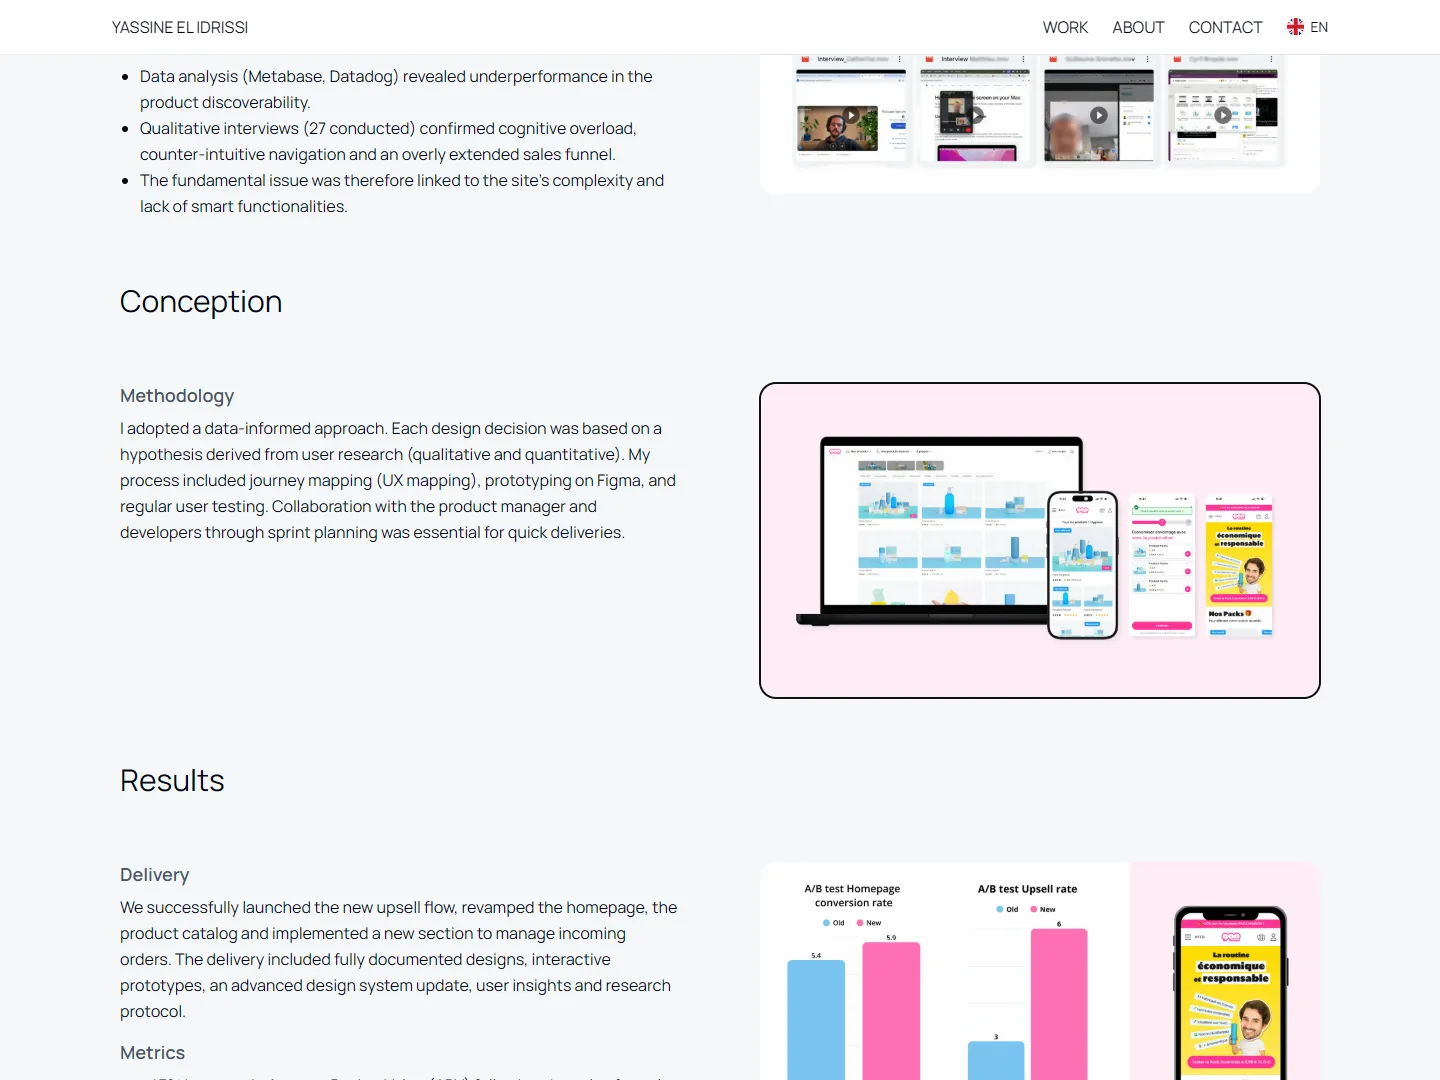 YASSINE EL IDRISSI
WORK
ABOUT
CONTACT
EN
Data analysis (Metabase, Datadog) revealed underperformance in the
product discoverability.
Qualitative interviews (27 conducted) confirmed cognitive overload,
counter-intuitive navigation and an overly extended sales funnel.
The fundamental issue was therefore linked to the site's complexity and
lack of smart functionalities.
Interview
Interview
Conception
Methodology
I adopted a data-informed approach. Each design decision was based on a
hypothesis derived from user research (qualitative and quantitative). My
process included journey mapping (UX mapping), prototyping on Figma, and
regular user testing. Collaboration with the product manager and
developers through sprint planning was essential for quick deliveries.
La routine
économique
et responsable
Nos Packs
Results
Delivery
We successfully launched the new upsell flow, revamped the homepage, the
product catalog and implemented a new section to manage incoming
orders. The delivery included fully documented designs, interactive
prototypes, an advanced design system update, user insights and research
protocol.
Metrics
A/B test Homepage
conversion rate
Old New
5.4
5.9
A/B test Upsell rate
Old New
3
6
La routine
économique
et responsable